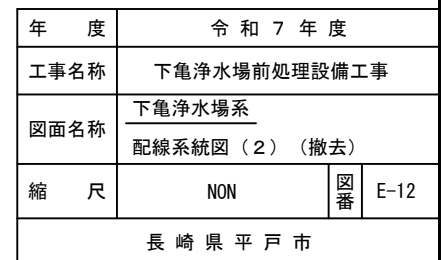 年 度 令和7年度
工事名称 下亀浄水場前処理設備工事
図面名称 下亀浄水場系
配線系統図(2)(撤去)
縮 尺 NON 図番 E-12
長崎県平戸市